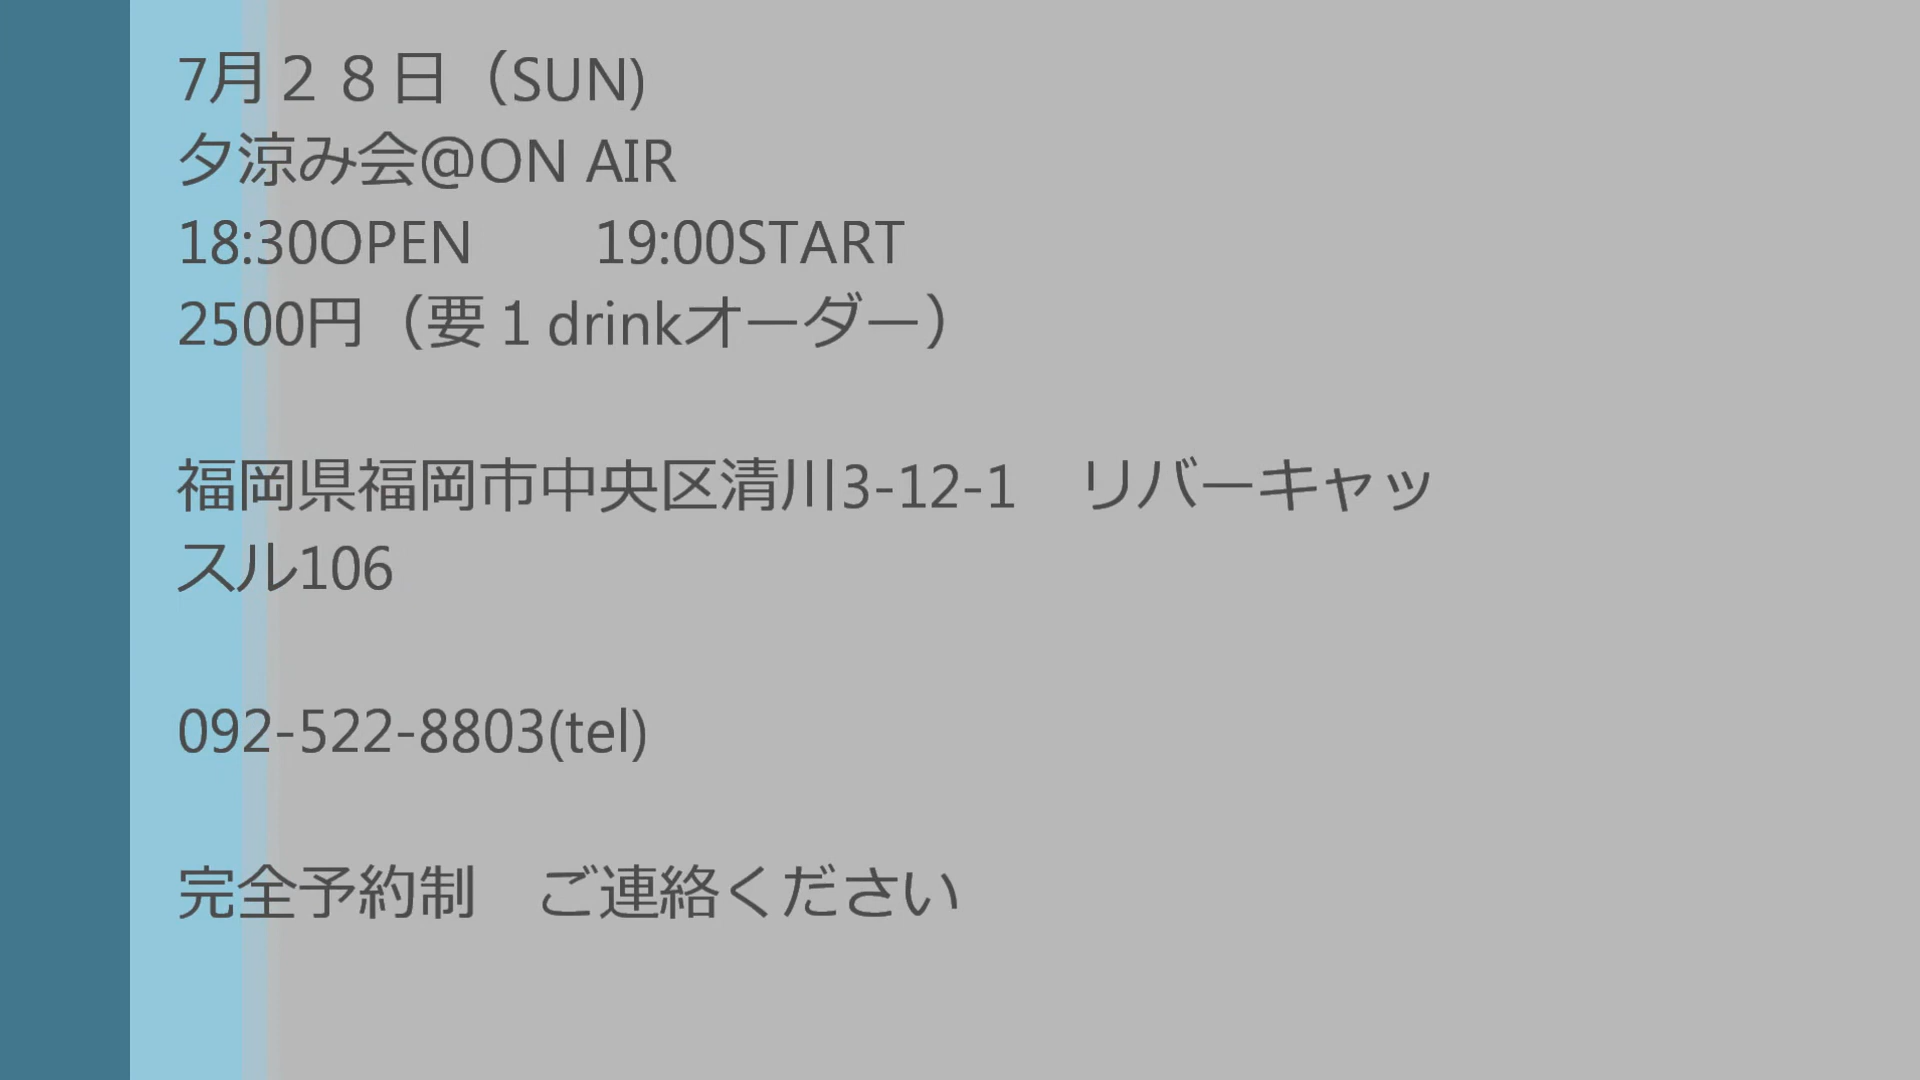 7月２８日（SUN)
夕涼み会@ON AIR
18:30OPEN　　19:00START
2500円（要１drinkオーダー）
福岡県福岡市中央区清川3-12-1　リバーキャッ
スル106
092-522-8803(tel)
完全予約制　ご連絡ください